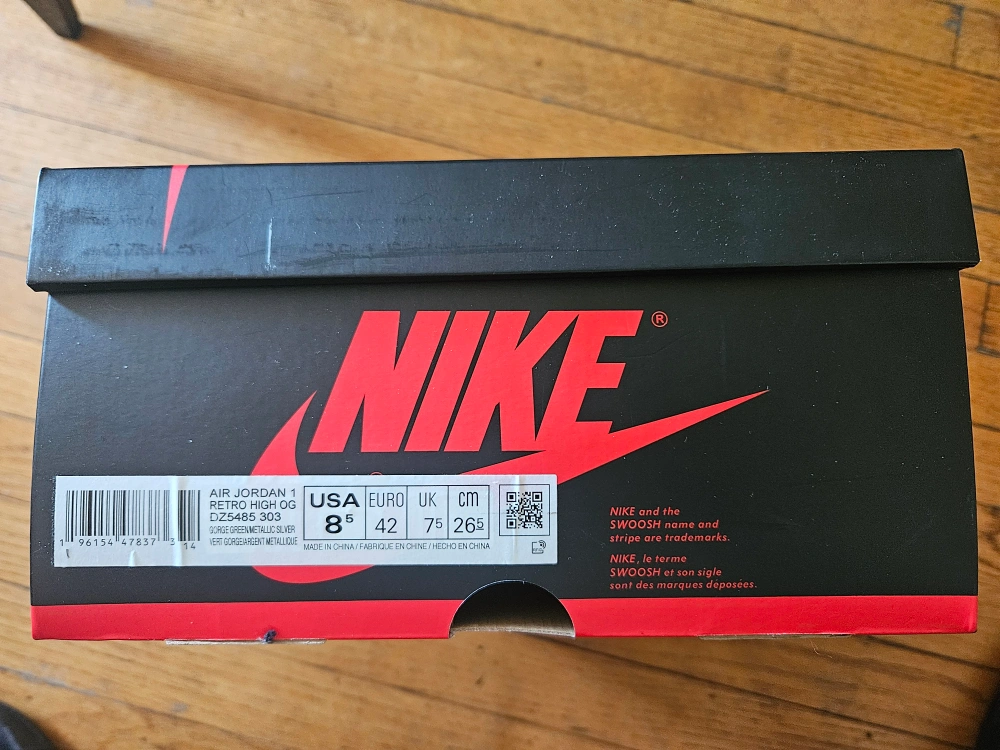 NIKE®
AIR JORDAN 1
RETRO HIGH OG
DZ5485 303
GORGE GREEN/METALLIC SILVER
VERT GORGE/ARGENT METALLIQUE
1 96154 47837 3 14
USA EURO UK cm
8⁵ 42 7⁵ 26⁵
MADE IN CHINA / FABRIQUE EN CHINE / HECHO EN CHINA
NIKE and the
SWOOSH name and
stripe are trademarks.
NIKE, le terme
SWOOSH et son sigle
sont des marques déposées.